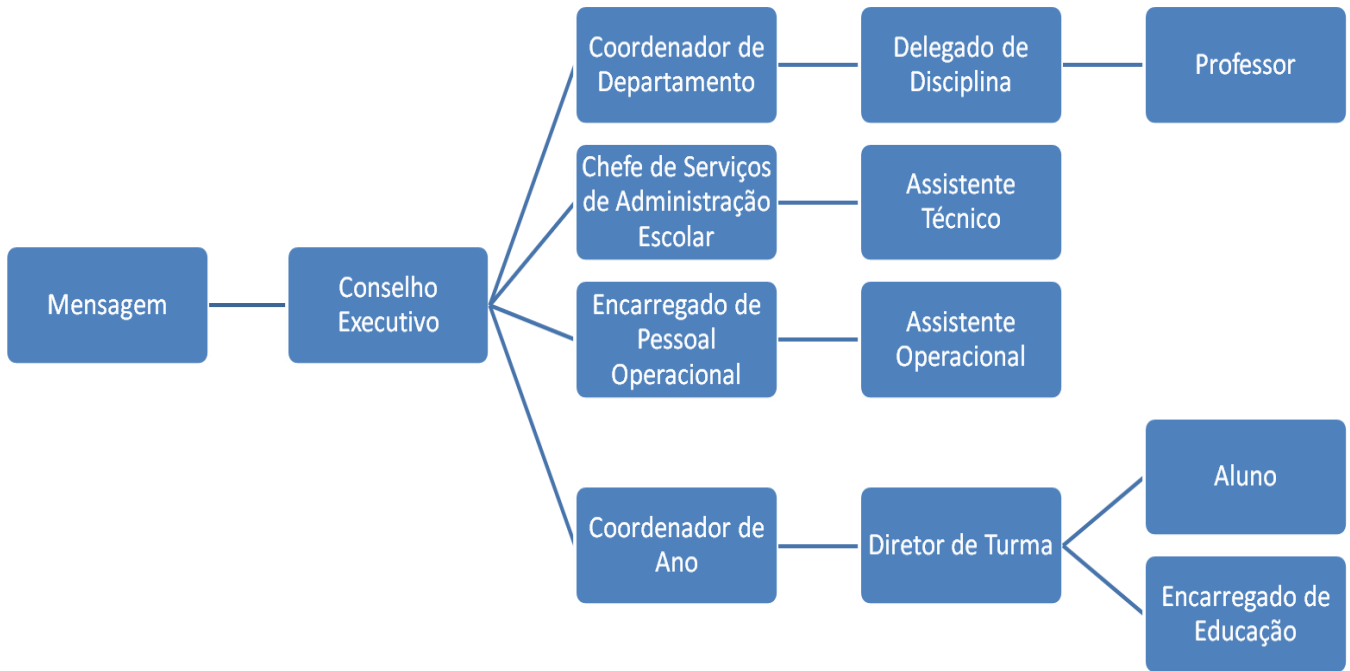 Mensagem
Conselho
Executivo
Coordenador de
Departamento
Delegado de
Disciplina
Professor
Chefe de Serviços
de Administração
Escolar
Assistente
Técnico
Encarregado de
Pessoal
Operacional
Assistente
Operacional
Coordenador de
Ano
Diretor de Turma
Aluno
Encarregado de
Educação